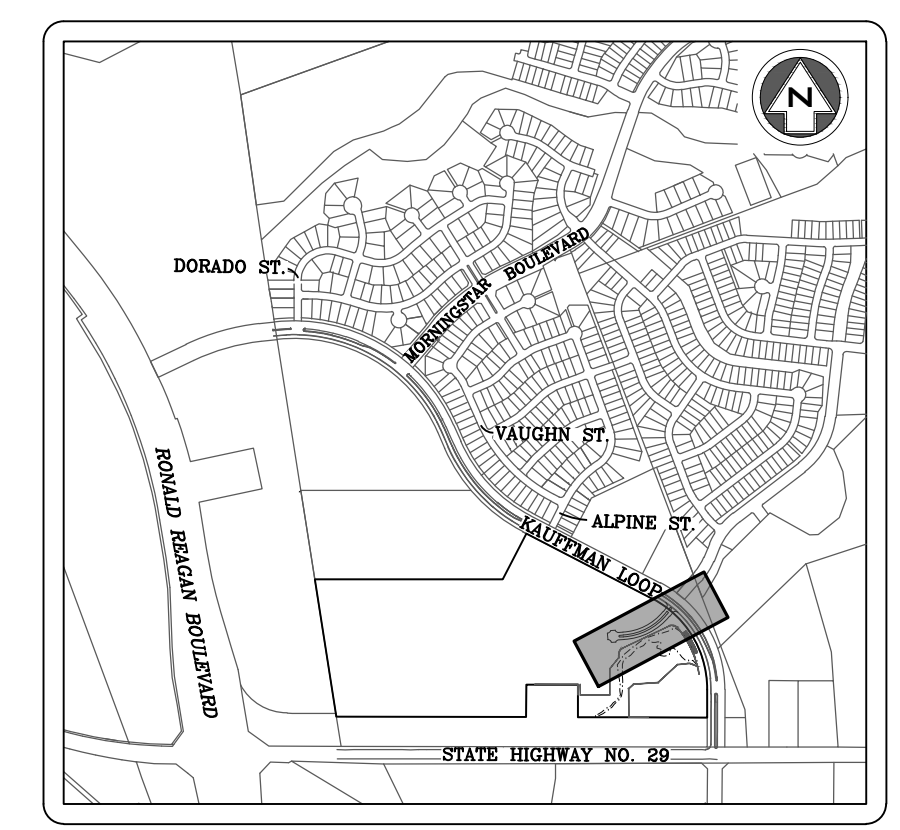 N
DORADO ST.
MORNINGSTAR BOULEVARD
VAUGHN ST.
RONALD REAGAN BOULEVARD
ALPINE ST.
KAUFFMAN LOOP
STATE HIGHWAY NO. 29